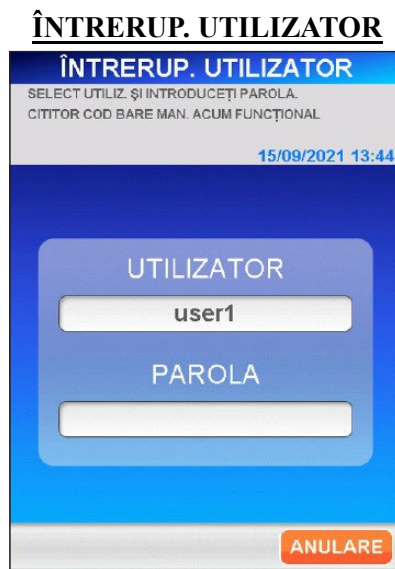 ÎNTRERUP. UTILIZATOR
ÎNTRERUP. UTILIZATOR
SELECT UTILIZ. ŞI INTRODUCEŢI PAROLA.
CITITOR COD BARE MAN. ACUM FUNCŢIONAL
15/09/2021 13:44
UTILIZATOR
user1
PAROLA
ANULARE